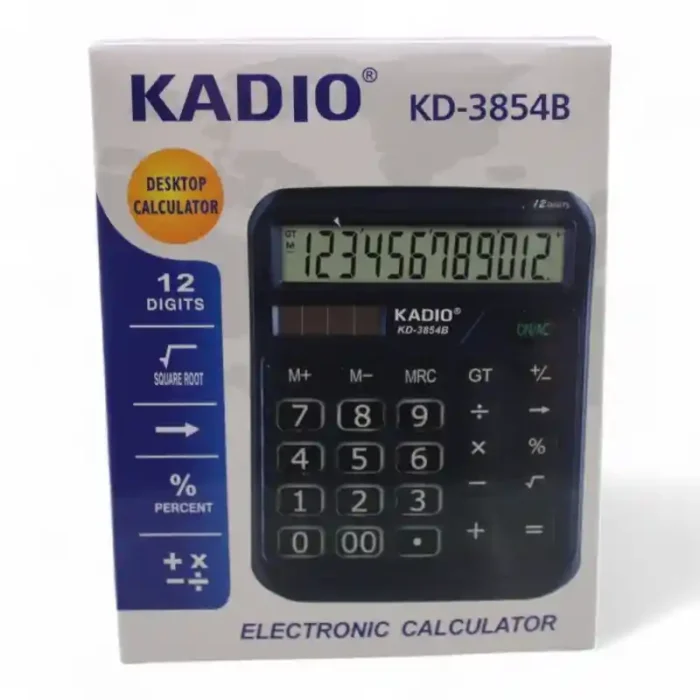 KADIO®
KD-3854B
DESKTOP
CALCULATOR
12
DIGITS
√
SQUARE ROOT
→
%
PERCENT
+ ×
− ÷
12 DIGITS
GT
M
123456789012.
KADIO®
KD-3854B
ON/AC
M+ M− MRC GT +/−
7 8 9 ÷ →
4 5 6 × %
1 2 3 − √
0 00 • + =
ELECTRONIC CALCULATOR